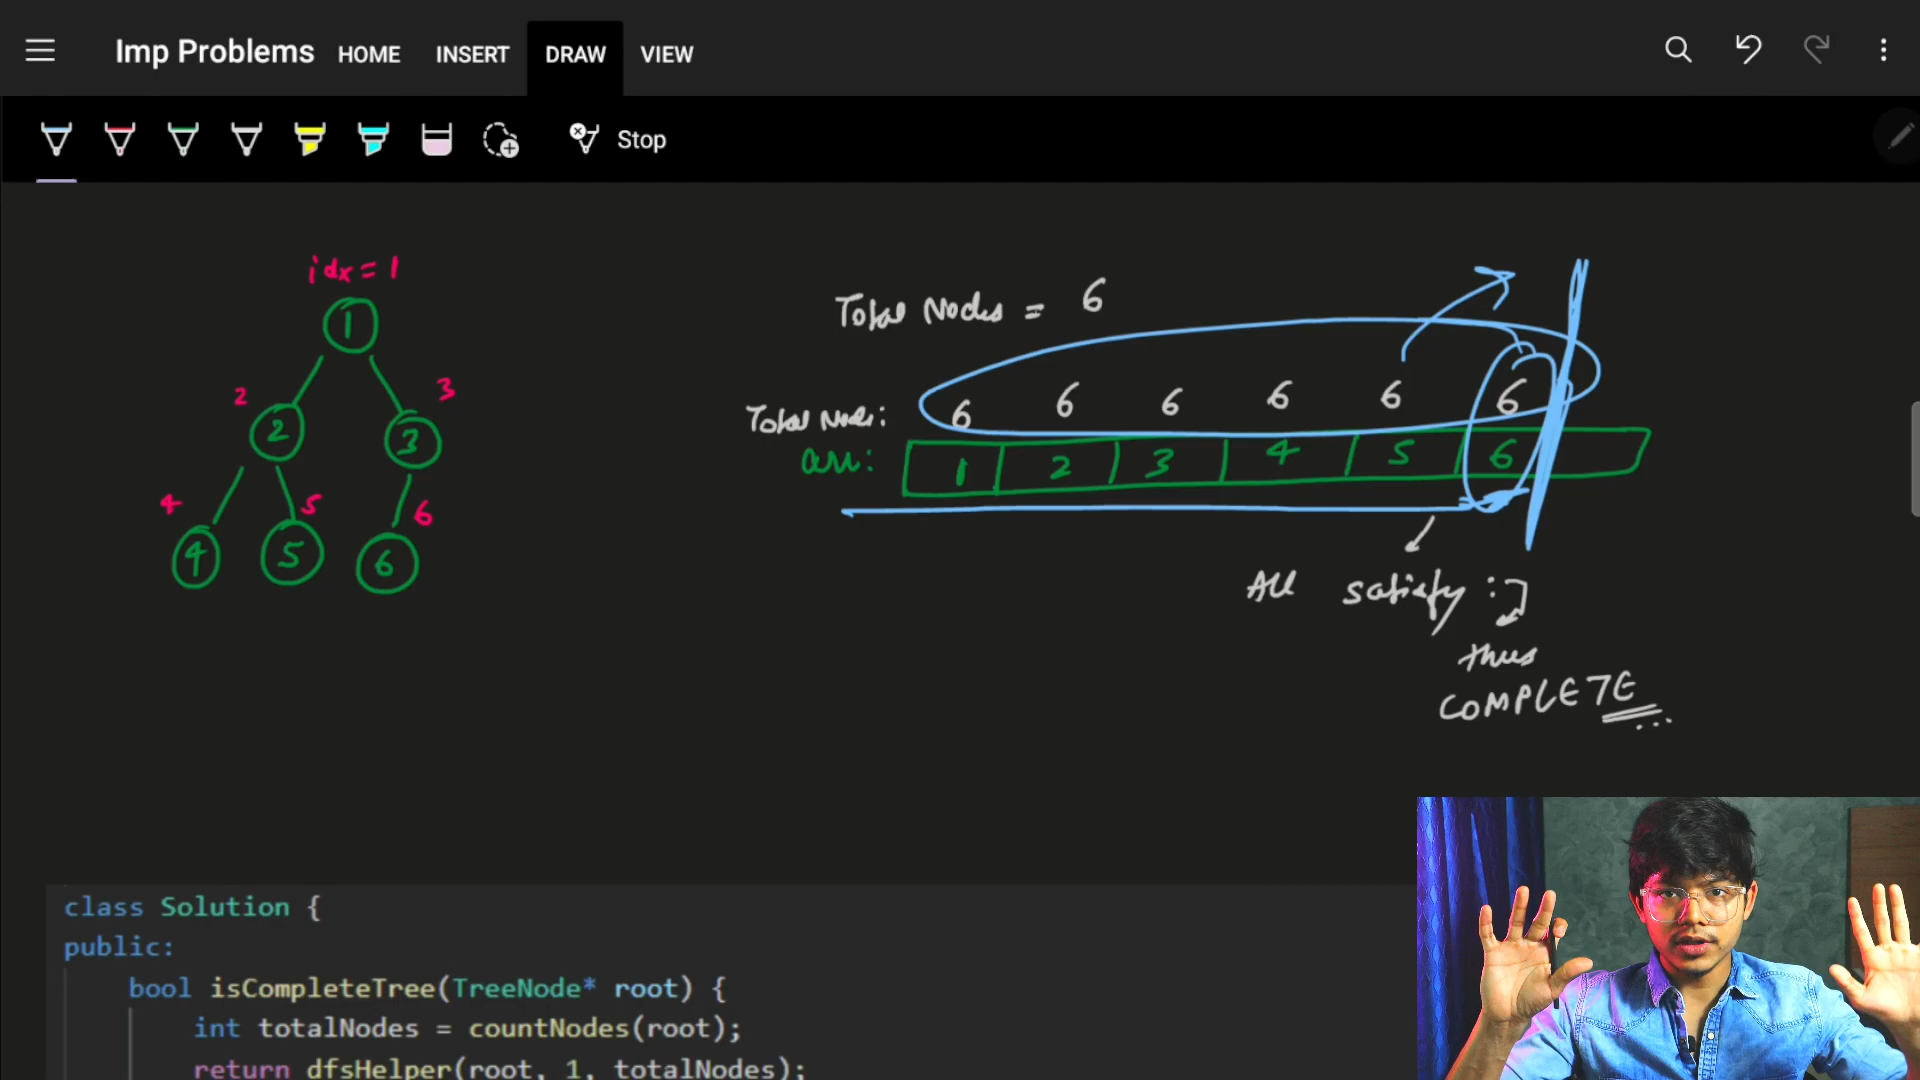 Imp Problems HOME INSERT DRAW VIEW
Stop
idx = 1
1
2 3
2 3
4 5 6
4 5 6
Total Nodes = 6
Total Node: 6 6 6 6 6 6
arr: 1 2 3 4 5 6
All satisfy :
thus
COMPLETE
class Solution {
public:
bool isCompleteTree(TreeNode* root) {
int totalNodes = countNodes(root);
return dfsHelper(root, 1, totalNodes);